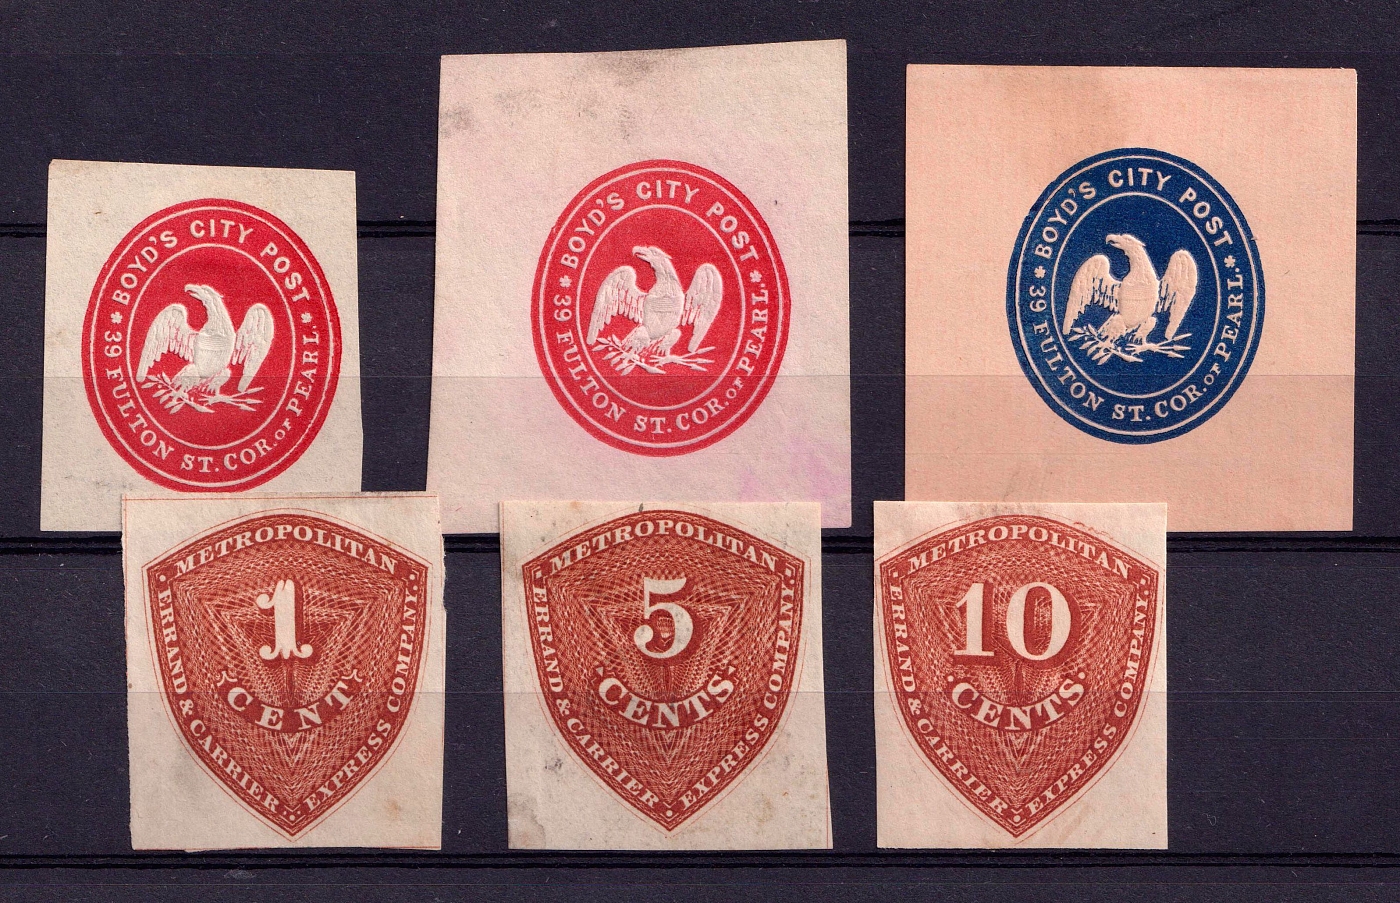 BOYD'S CITY POST
* 39 FULTON ST. COR. OF PEARL. *
BOYD'S CITY POST
* 39 FULTON ST. COR. OF PEARL. *
BOYD'S CITY POST
* 39 FULTON ST. COR. OF PEARL. *
METROPOLITAN
1
CENT
ERRAND & CARRIER
EXPRESS COMPANY.
METROPOLITAN
5
CENTS
ERRAND & CARRIER
EXPRESS COMPANY.
METROPOLITAN
10
CENTS
ERRAND & CARRIER
EXPRESS COMPANY.